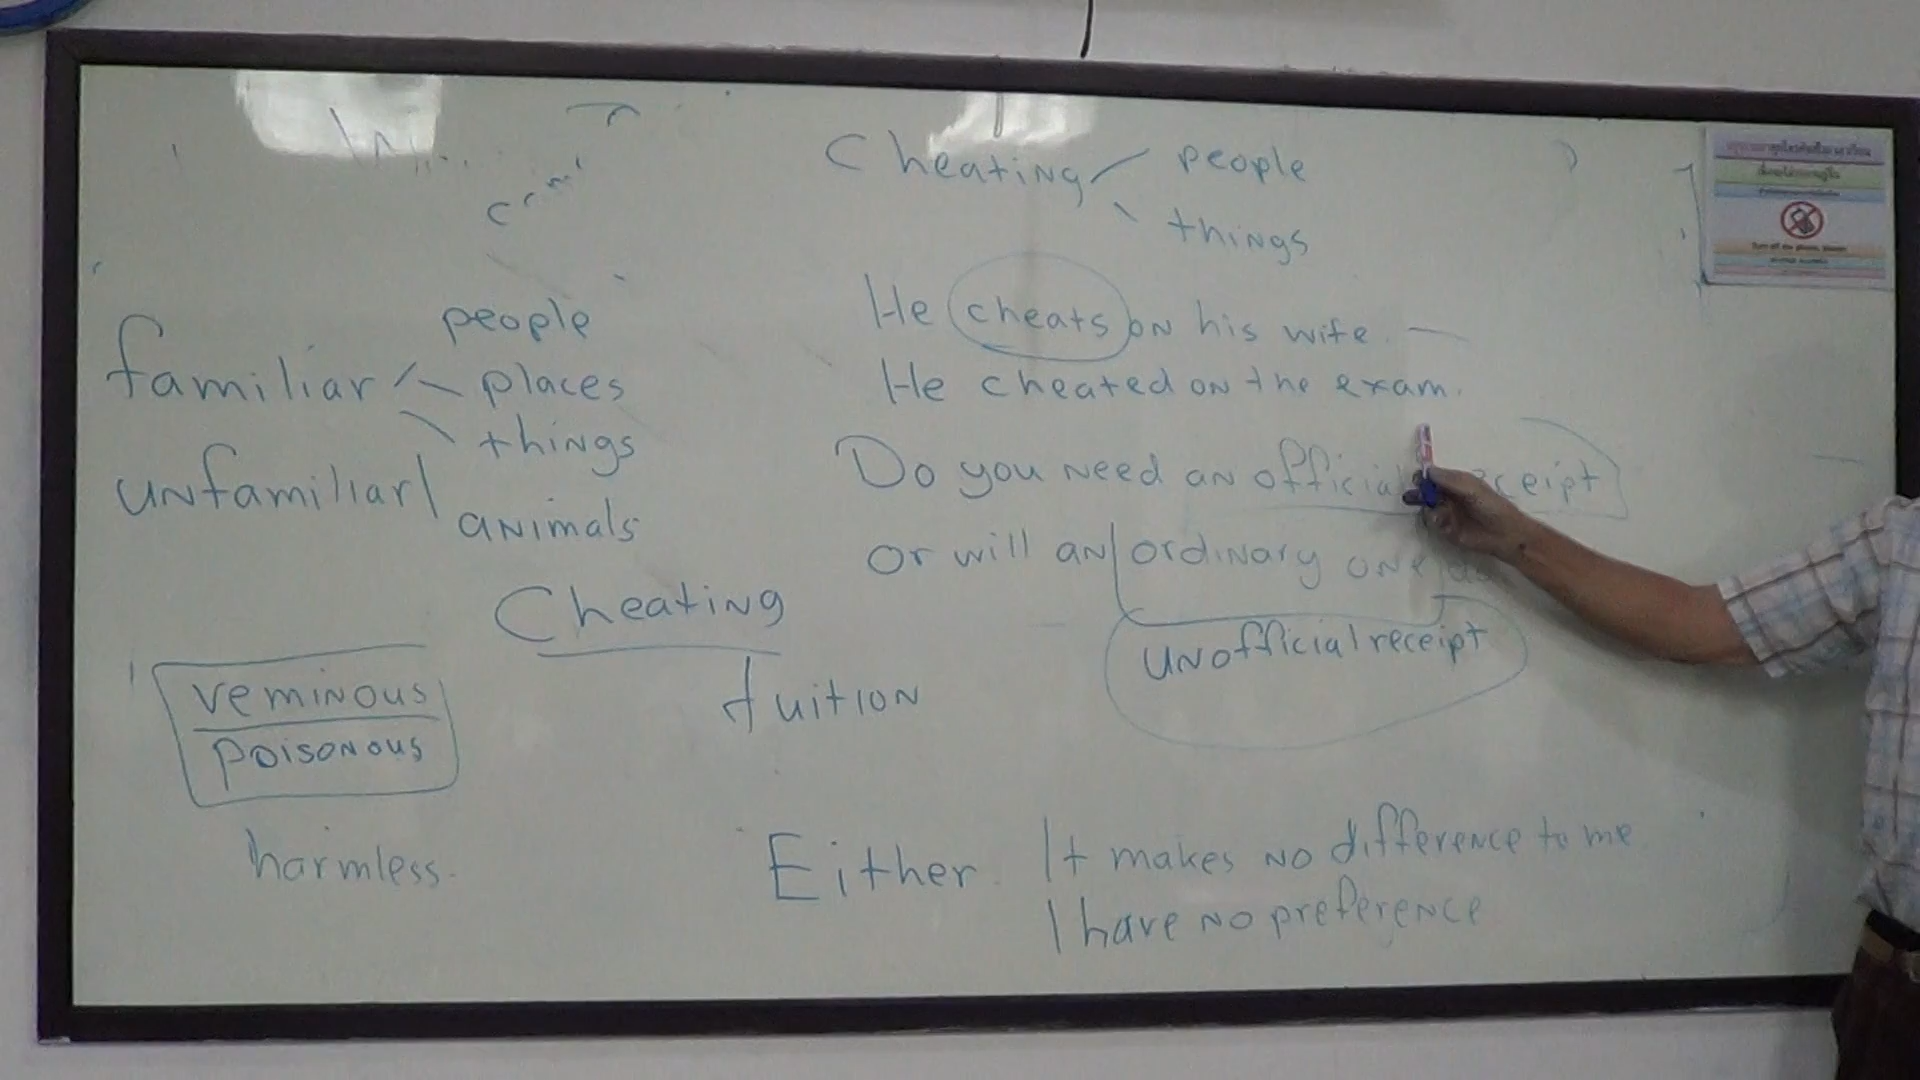 Cheating
people
things
He cheats on his wife.
He cheated on the exam.
Do you need an official receipt
or will an ordinary one
unofficial receipt
people
familiar
places
things
unfamiliar
animals
Cheating
veminous
poisonous
tuition
harmless.
Either.
It makes no difference to me.
I have no preference